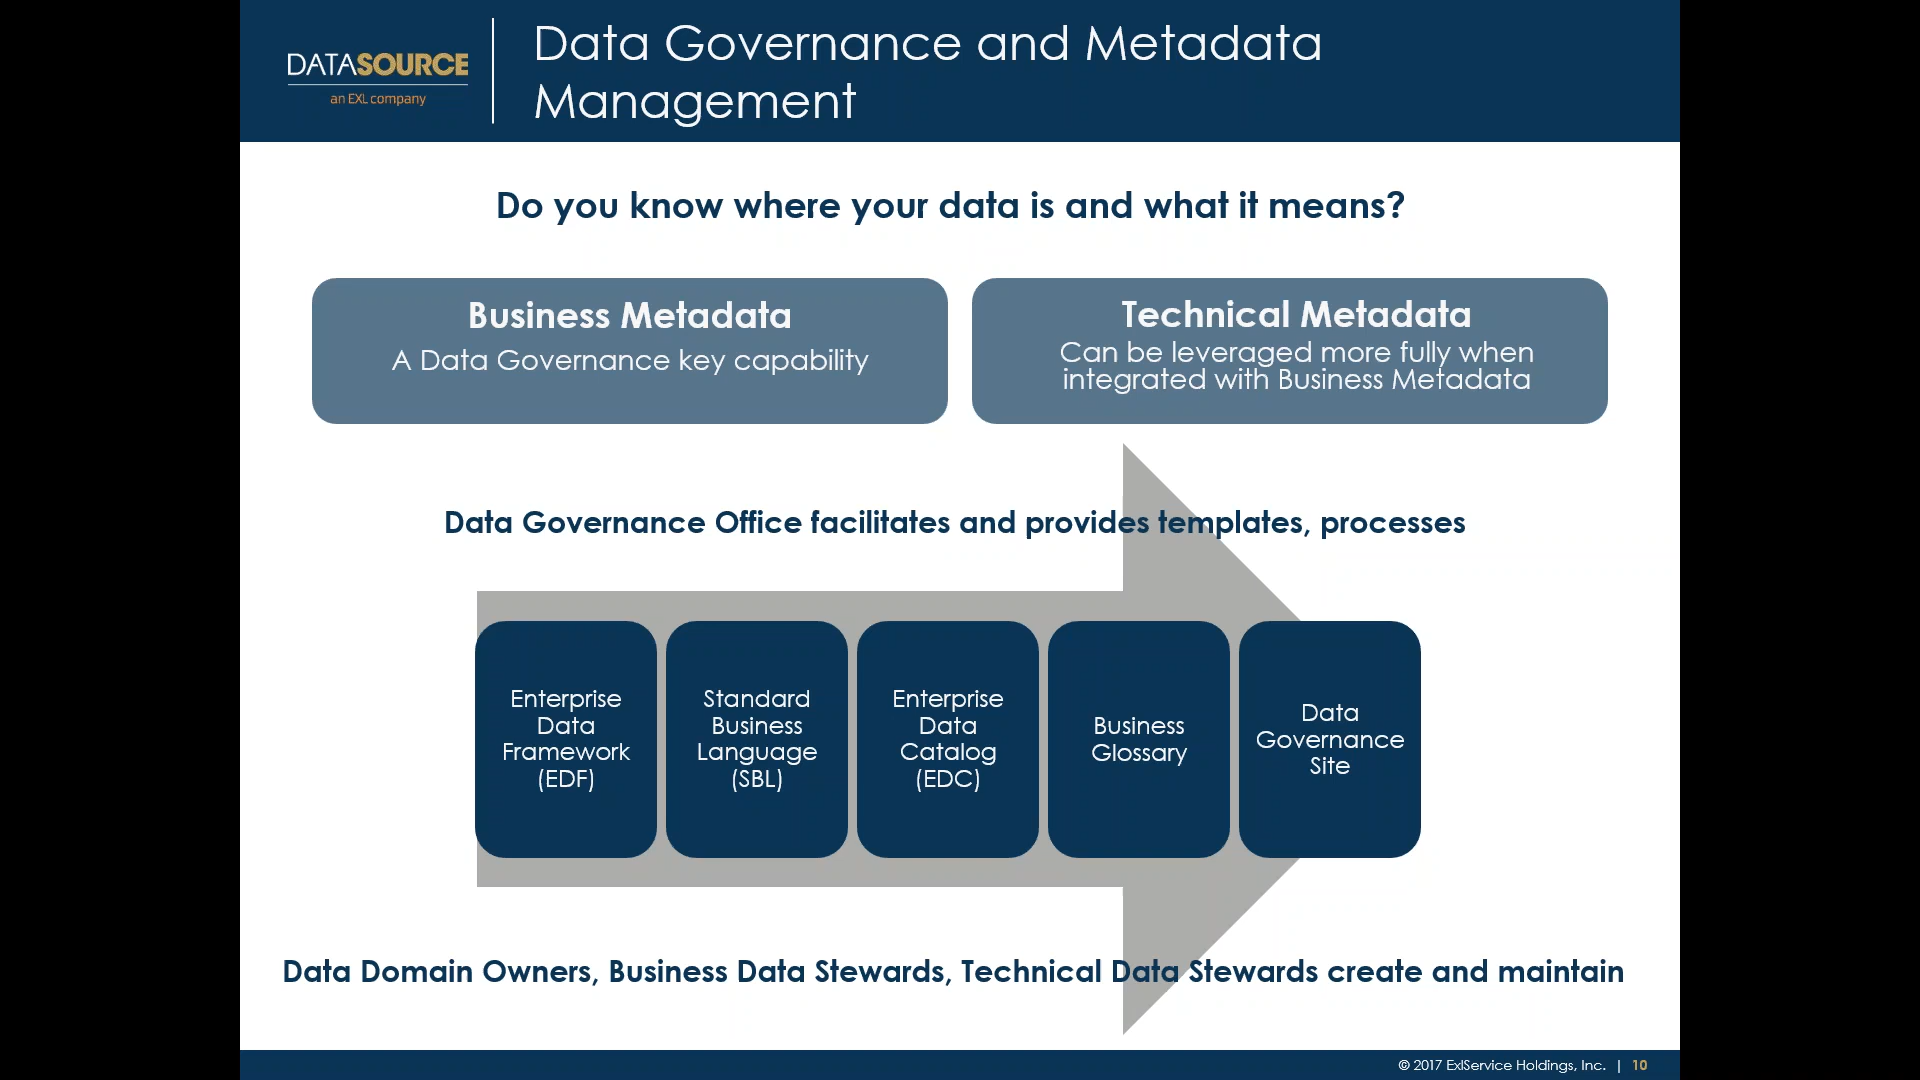 DATASOURCE
an EXL company
Data Governance and Metadata
Management
Do you know where your data is and what it means?
Business Metadata
A Data Governance key capability
Technical Metadata
Can be leveraged more fully when
integrated with Business Metadata
Data Governance Office facilitates and provides templates, processes
Enterprise
Data
Framework
(EDF)
Standard
Business
Language
(SBL)
Enterprise
Data
Catalog
(EDC)
Business
Glossary
Data
Governance
Site
Data Domain Owners, Business Data Stewards, Technical Data Stewards create and maintain
© 2017 ExlService Holdings, Inc. | 10